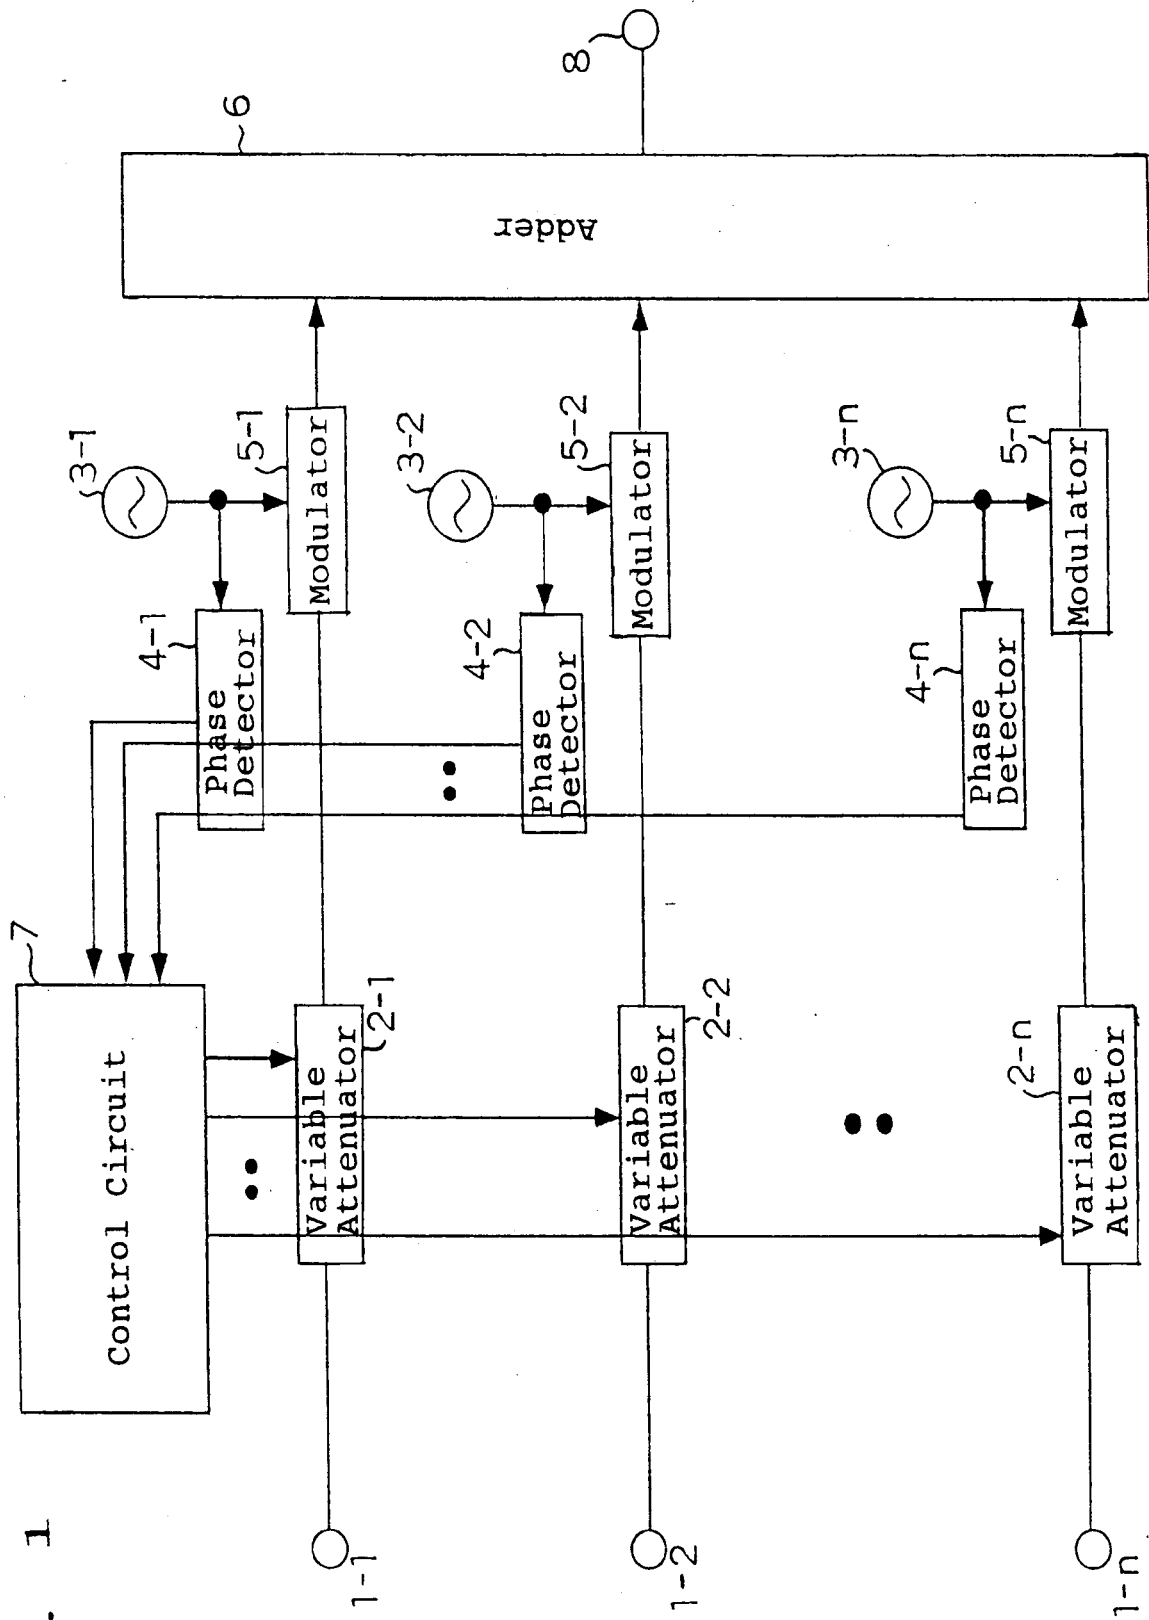 . 1
7
Control Circuit
1-1
Variable
Attenuator
2-1
Phase
Detector
4-1
3-1
5-1
Modulator
1-2
Variable
Attenuator
2-2
Phase
Detector
4-2
3-2
5-2
Modulator
1-n
Variable
Attenuator
2-n
Phase
Detector
4-n
3-n
5-n
Modulator
6
Adder
8